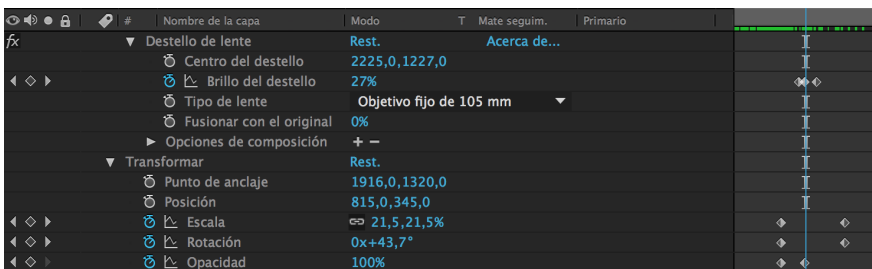 # Nombre de la capa Modo T Mate seguim. Primario
fx Destello de lente Rest. Acerca de...
Centro del destello 2225,0,1227,0
Brillo del destello 27%
Tipo de lente Objetivo fijo de 105 mm
Fusionar con el original 0%
Opciones de composición + −
Transformar Rest.
Punto de anclaje 1916,0,1320,0
Posición 815,0,345,0
Escala 21,5,21,5%
Rotación 0x+43,7°
Opacidad 100%